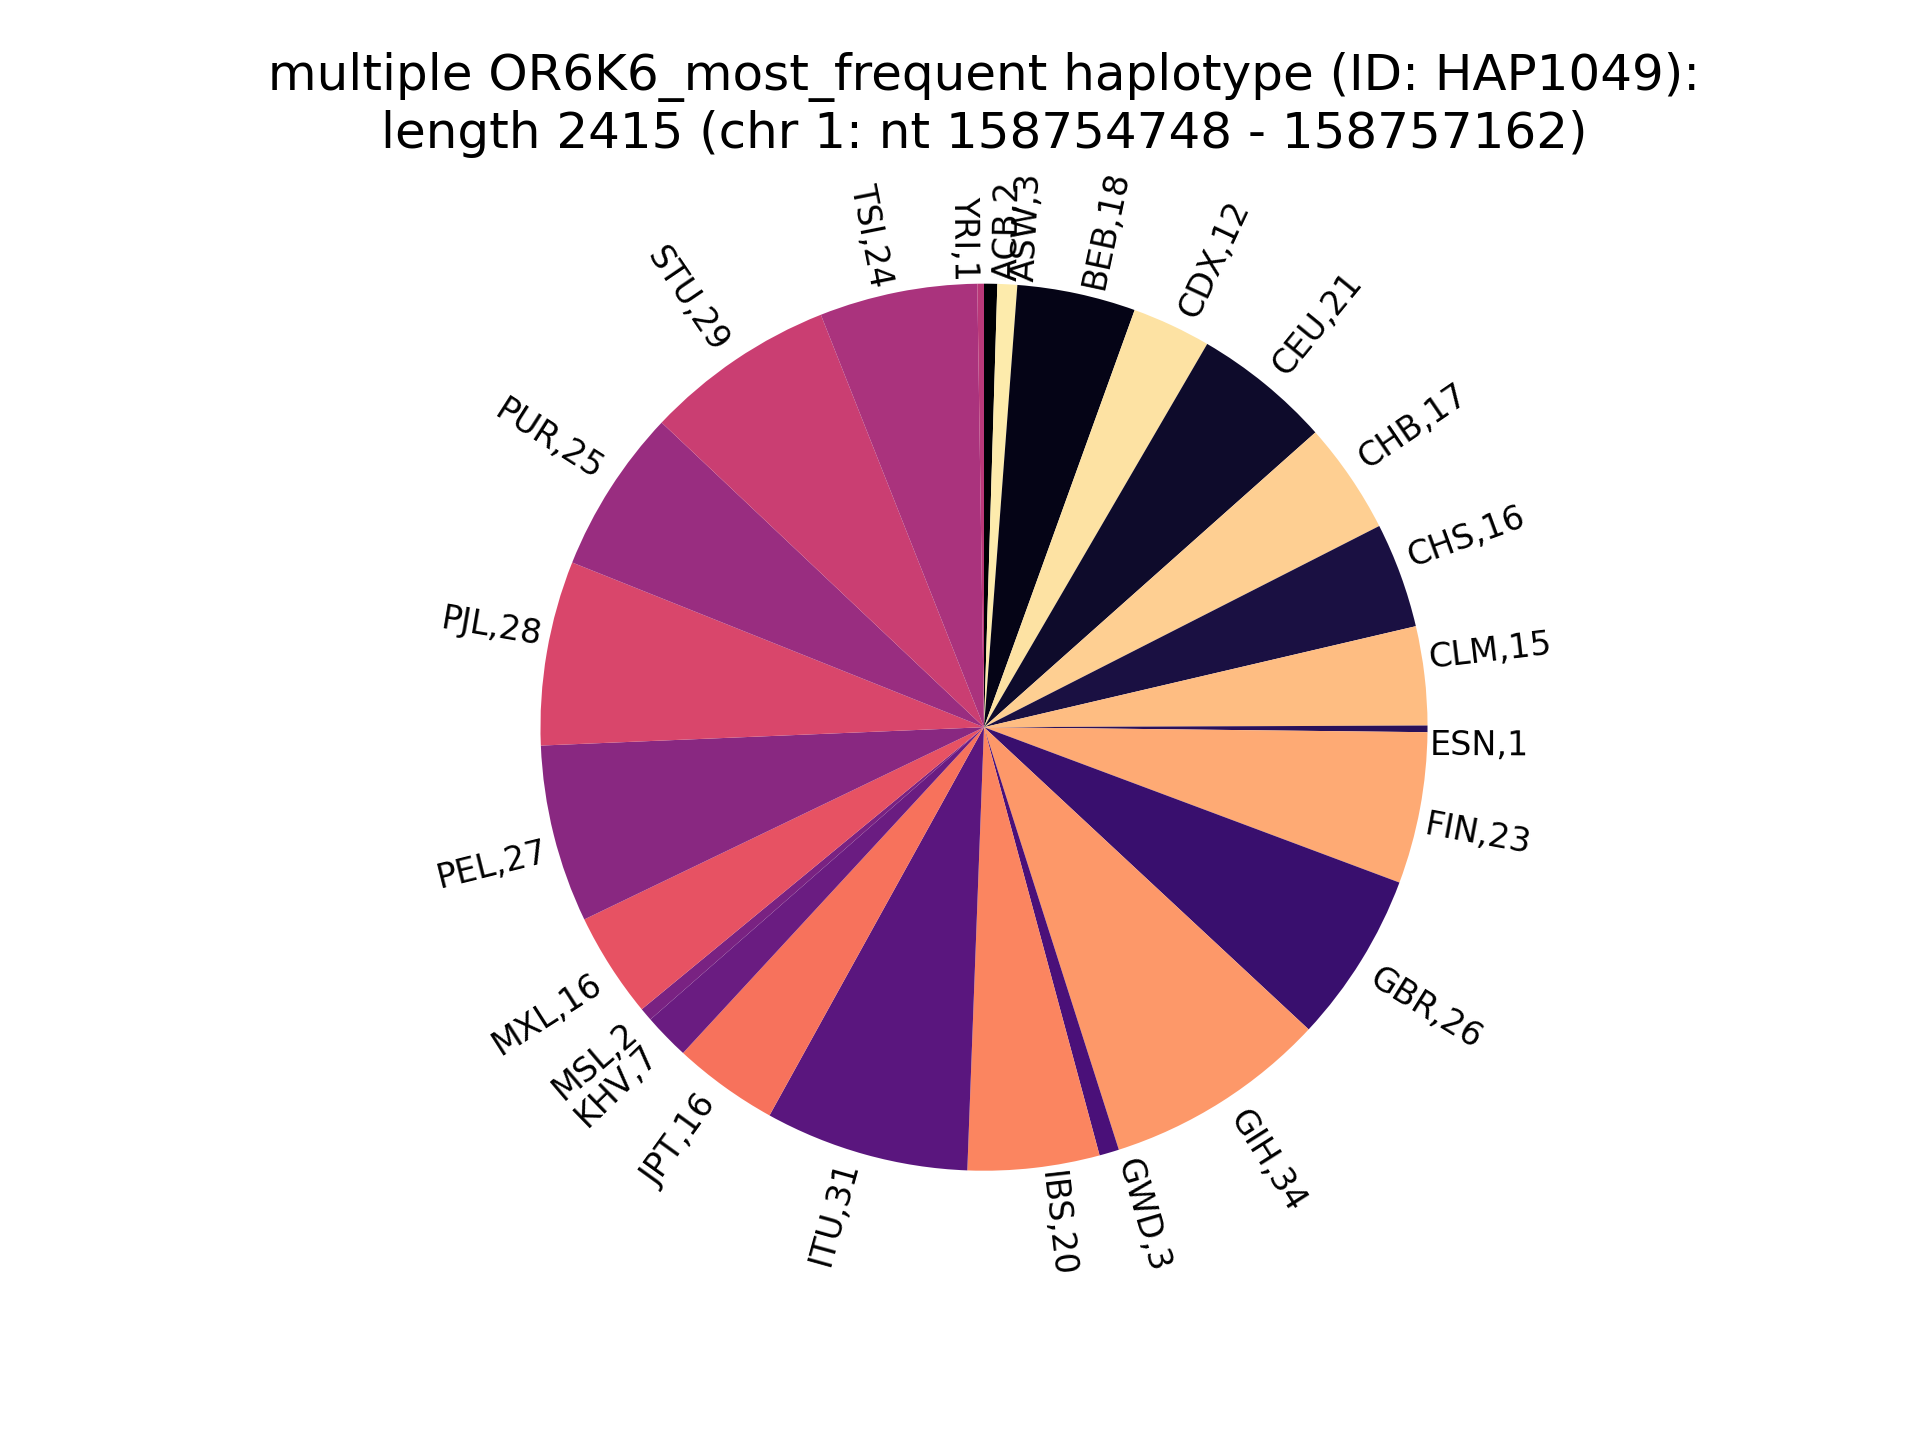 multiple OR6K6_most_frequent haplotype (ID: HAP1049):
length 2415 (chr 1: nt 158754748 - 158757162)
ACB,2
ASW,3
BEB,18
CDX,12
CEU,21
CHB,17
CHS,16
CLM,15
ESN,1
FIN,23
GBR,26
GIH,34
GWD,3
IBS,20
ITU,31
JPT,16
KHV,7
MSL,2
MXL,16
PEL,27
PJL,28
PUR,25
STU,29
TSI,24
YRI,1